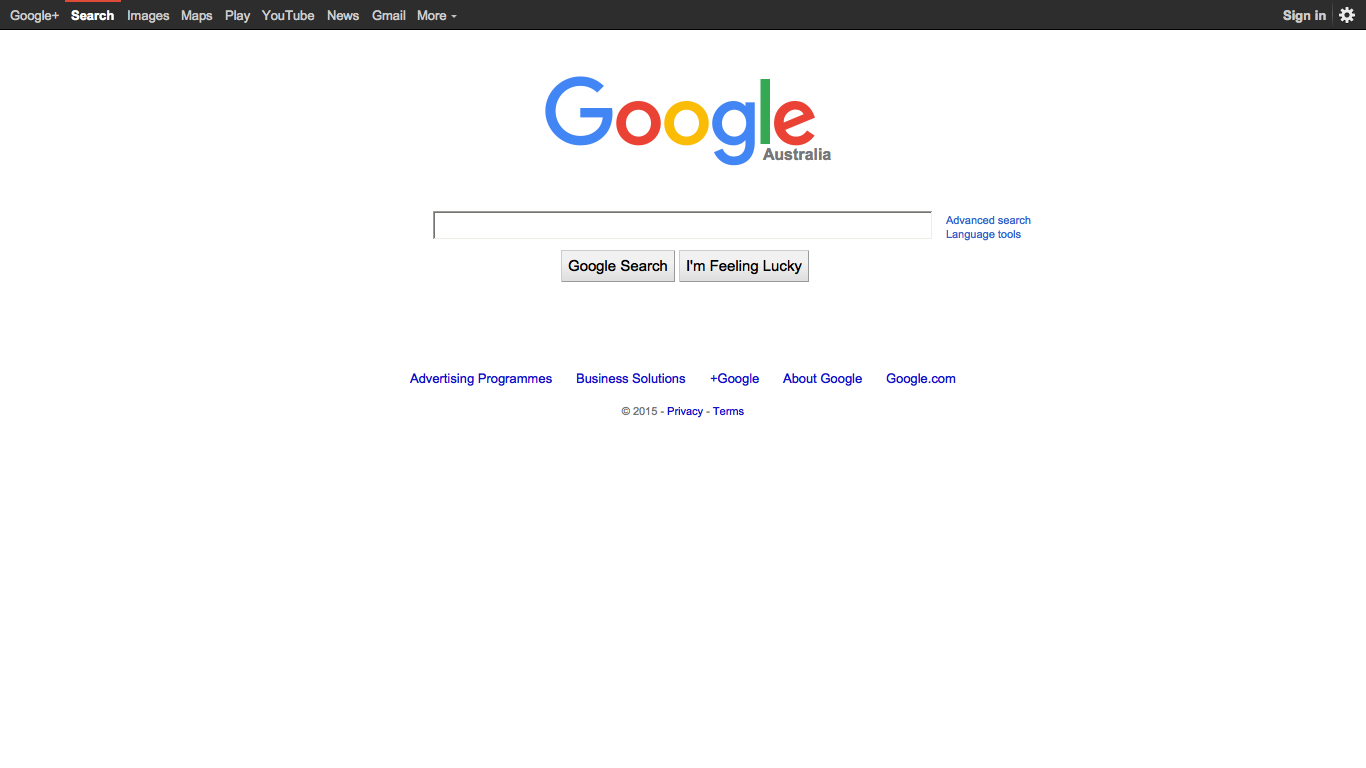 Google+ Search Images Maps Play YouTube News Gmail More Sign in
Google
Australia
Advanced search
Language tools
Google Search I'm Feeling Lucky
Advertising Programmes Business Solutions +Google About Google Google.com
© 2015 - Privacy - Terms